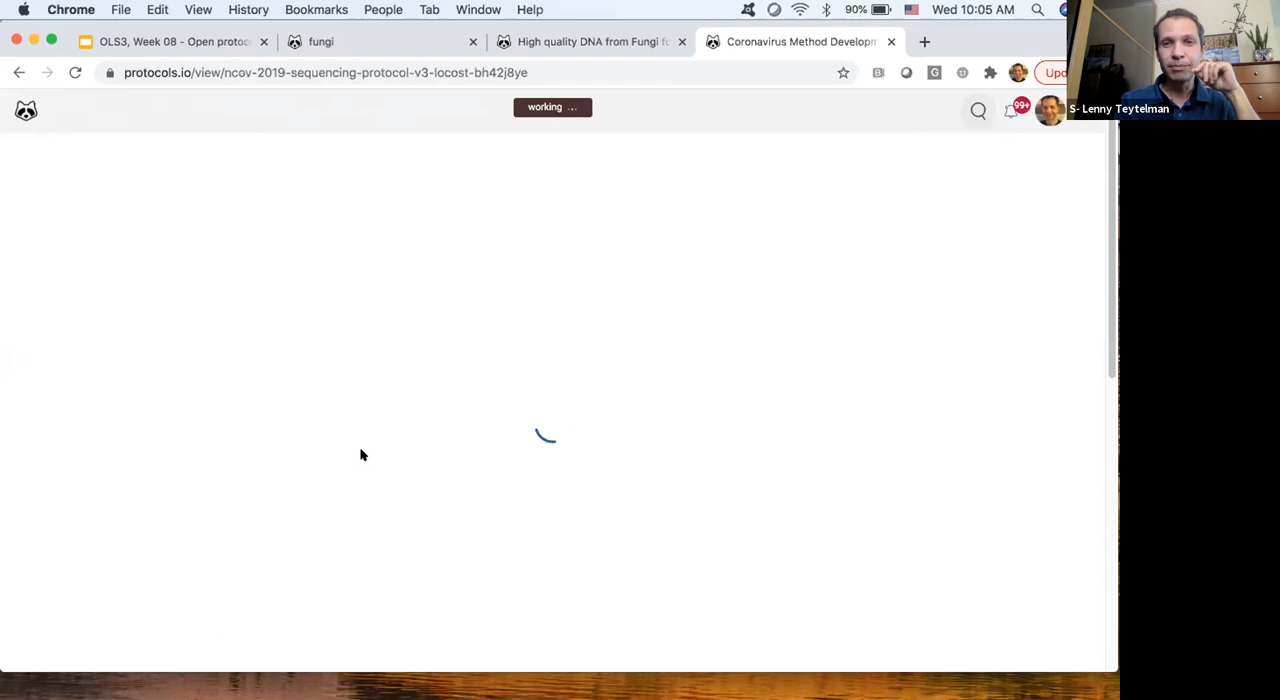 Chrome File Edit View History Bookmarks People Tab Window Help 90% Wed 10:05 AM
OLS3, Week 08 - Open protoc
fungi
High quality DNA from Fungi fo
Coronavirus Method Developm
protocols.io/view/ncov-2019-sequencing-protocol-v3-locost-bh42j8ye
Upd
working ...
99+
S- Lenny Teytelman